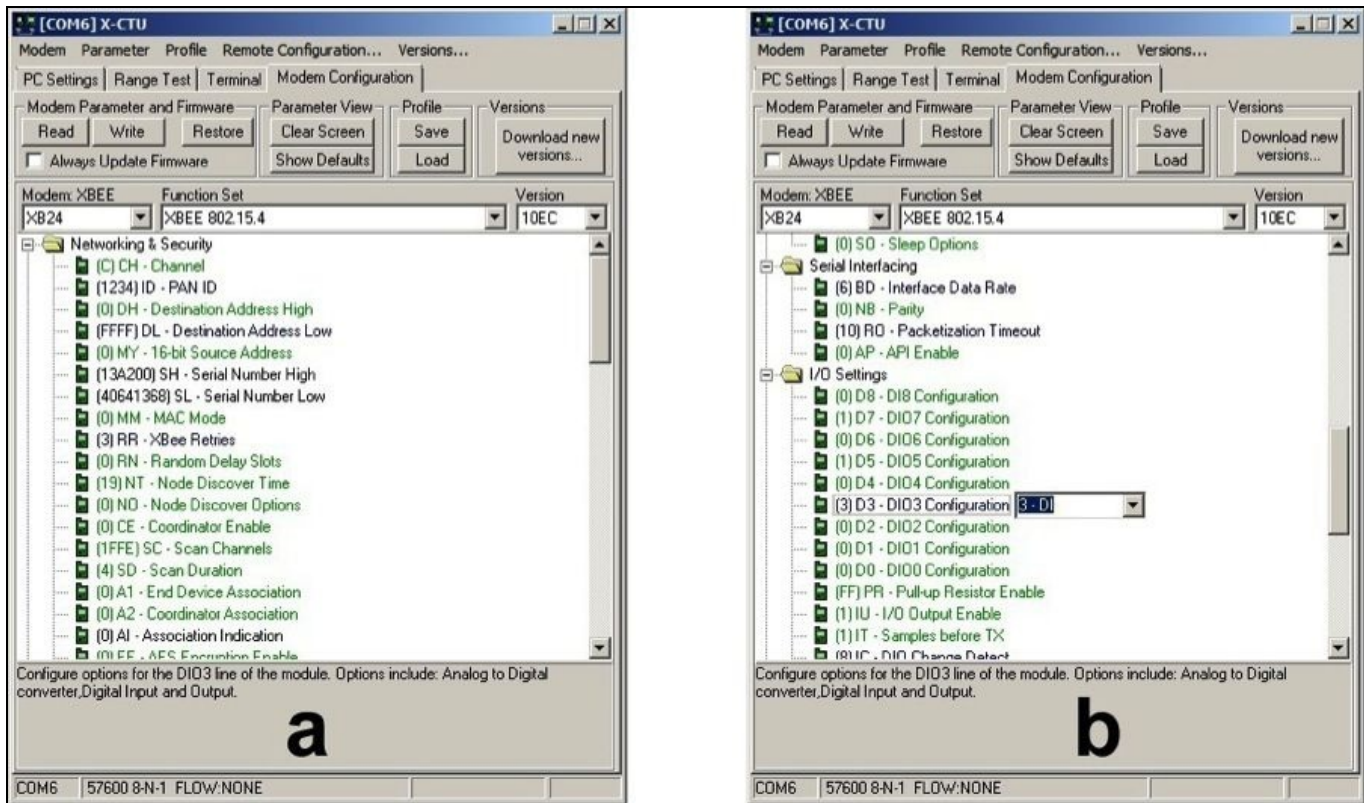 [COM6] X-CTU
Modem Parameter Profile Remote Configuration... Versions...
PC Settings Range Test Terminal Modem Configuration
Modem Parameter and Firmware Parameter View Profile Versions
Read Write Restore Clear Screen Save Download new versions...
Always Update Firmware Show Defaults Load
Modem: XBEE Function Set Version
XB24 XBEE 802.15.4 10EC
Networking & Security
(C) CH - Channel
(1234) ID - PAN ID
(0) DH - Destination Address High
(FFFF) DL - Destination Address Low
(0) MY - 16-bit Source Address
(13A200) SH - Serial Number High
(40641368) SL - Serial Number Low
(0) MM - MAC Mode
(3) RR - XBee Retries
(0) RN - Random Delay Slots
(19) NT - Node Discover Time
(0) NO - Node Discover Options
(0) CE - Coordinator Enable
(1FFE) SC - Scan Channels
(4) SD - Scan Duration
(0) A1 - End Device Association
(0) A2 - Coordinator Association
(0) AI - Association Indication
(0) EE - AES Encryption Enable
Configure options for the DIO3 line of the module. Options include: Analog to Digital
converter,Digital Input and Output.
a
COM6 57600 8-N-1 FLOW:NONE
[COM6] X-CTU
Modem Parameter Profile Remote Configuration... Versions...
PC Settings Range Test Terminal Modem Configuration
Modem Parameter and Firmware Parameter View Profile Versions
Read Write Restore Clear Screen Save Download new versions...
Always Update Firmware Show Defaults Load
Modem: XBEE Function Set Version
XB24 XBEE 802.15.4 10EC
(0) SO - Sleep Options
Serial Interfacing
(6) BD - Interface Data Rate
(0) NB - Parity
(10) RO - Packetization Timeout
(0) AP - API Enable
I/O Settings
(0) D8 - DI8 Configuration
(1) D7 - DIO7 Configuration
(0) D6 - DIO6 Configuration
(1) D5 - DIO5 Configuration
(0) D4 - DIO4 Configuration
(3) D3 - DIO3 Configuration 3 - DI
(0) D2 - DIO2 Configuration
(0) D1 - DIO1 Configuration
(0) D0 - DIO0 Configuration
(FF) PR - Pull-up Resistor Enable
(1) IU - I/O Output Enable
(1) IT - Samples before TX
(8) IC - DIO Change Detect
Configure options for the DIO3 line of the module. Options include: Analog to Digital
converter,Digital Input and Output.
b
COM6 57600 8-N-1 FLOW:NONE